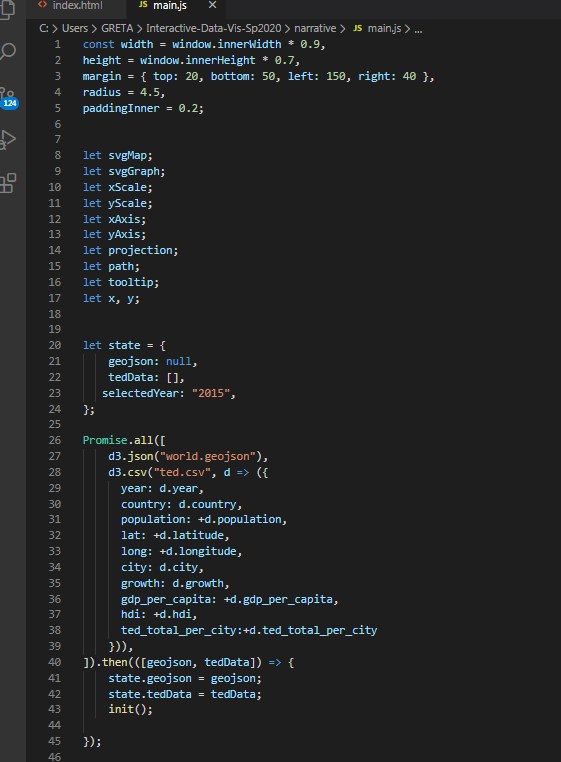 <> index.html JS main.js ×
C: > Users > GRETA > Interactive-Data-Vis-Sp2020 > narrative > JS main.js > ...
1 const width = window.innerWidth * 0.9,
2 height = window.innerHeight * 0.7,
3 margin = { top: 20, bottom: 50, left: 150, right: 40 },
4 radius = 4.5,
5 paddingInner = 0.2;
6
7
8 let svgMap;
9 let svgGraph;
10 let xScale;
11 let yScale;
12 let xAxis;
13 let yAxis;
14 let projection;
15 let path;
16 let tooltip;
17 let x, y;
18
19
20 let state = {
21     geojson: null,
22     tedData: [],
23    selectedYear: "2015",
24 };
25
26 Promise.all([
27     d3.json("world.geojson"),
28     d3.csv("ted.csv", d => ({
29       year: d.year,
30       country: d.country,
31       population: +d.population,
32       lat: +d.latitude,
33       long: +d.longitude,
34       city: d.city,
35       growth: d.growth,
36       gdp_per_capita: +d.gdp_per_capita,
37       hdi: +d.hdi,
38       ted_total_per_city:+d.ted_total_per_city
39     })),
40 ]).then(([geojson, tedData]) => {
41     state.geojson = geojson;
42     state.tedData = tedData;
43     init();
44
45 });
46
124